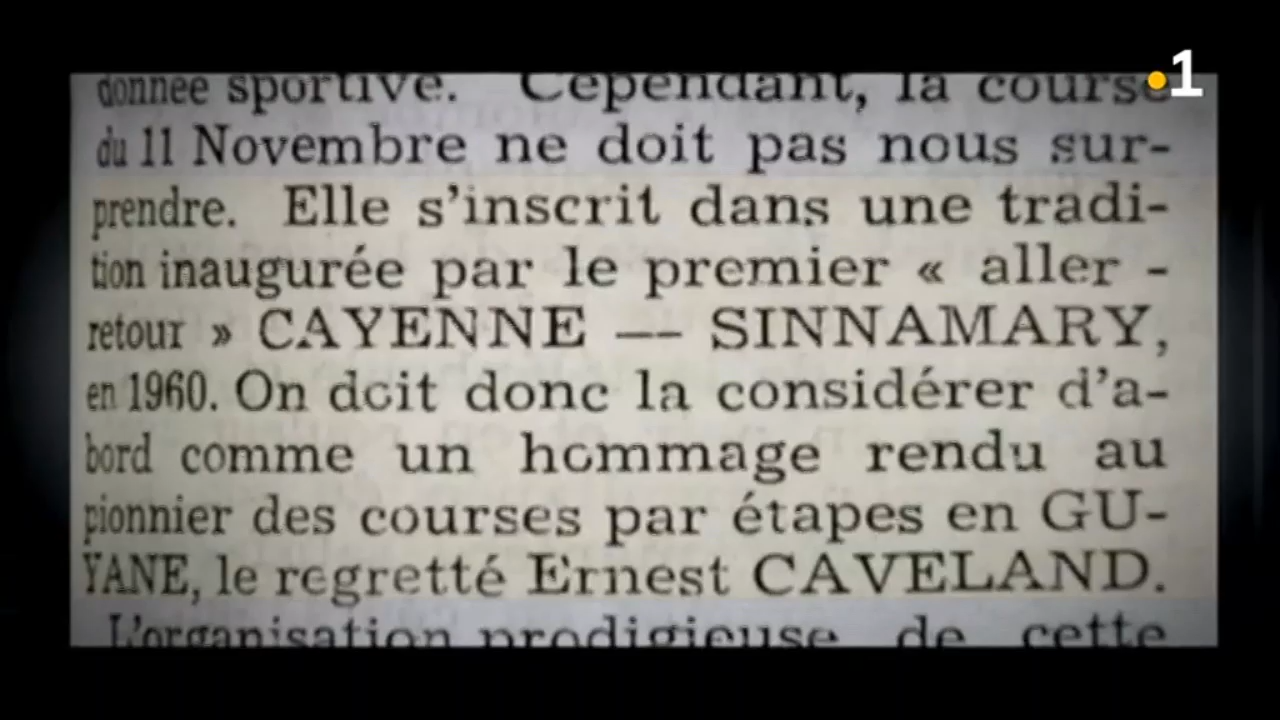 donnée sportive. Cependant, la course
du 11 Novembre ne doit pas nous sur-
prendre. Elle s'inscrit dans une tradi-
tion inaugurée par le premier « aller -
retour » CAYENNE — SINNAMARY,
en 1960. On doit donc la considérer d'a-
bord comme un hommage rendu au
pionnier des courses par étapes en GU-
YANE, le regretté Ernest CAVELAND.
L'organisation prodigieuse de cette
1